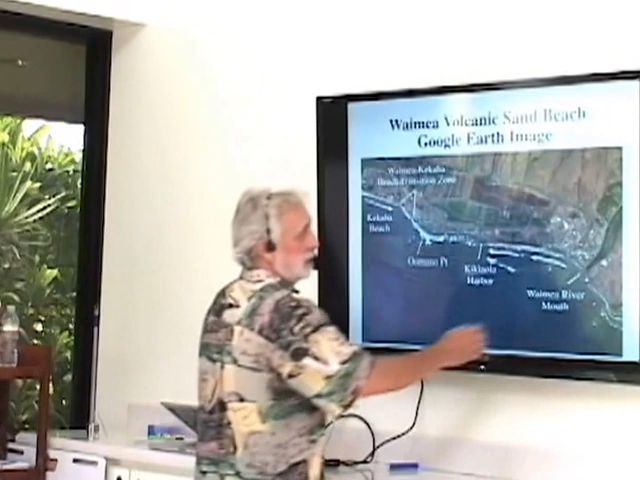 Waimea Volcanic Sand Beach
Google Earth Image
Waimea-Kekaha
Beach Transition Zone
Kekaha
Beach
Oomano Pt
Kikiaola
Harbor
Waimea River
Mouth